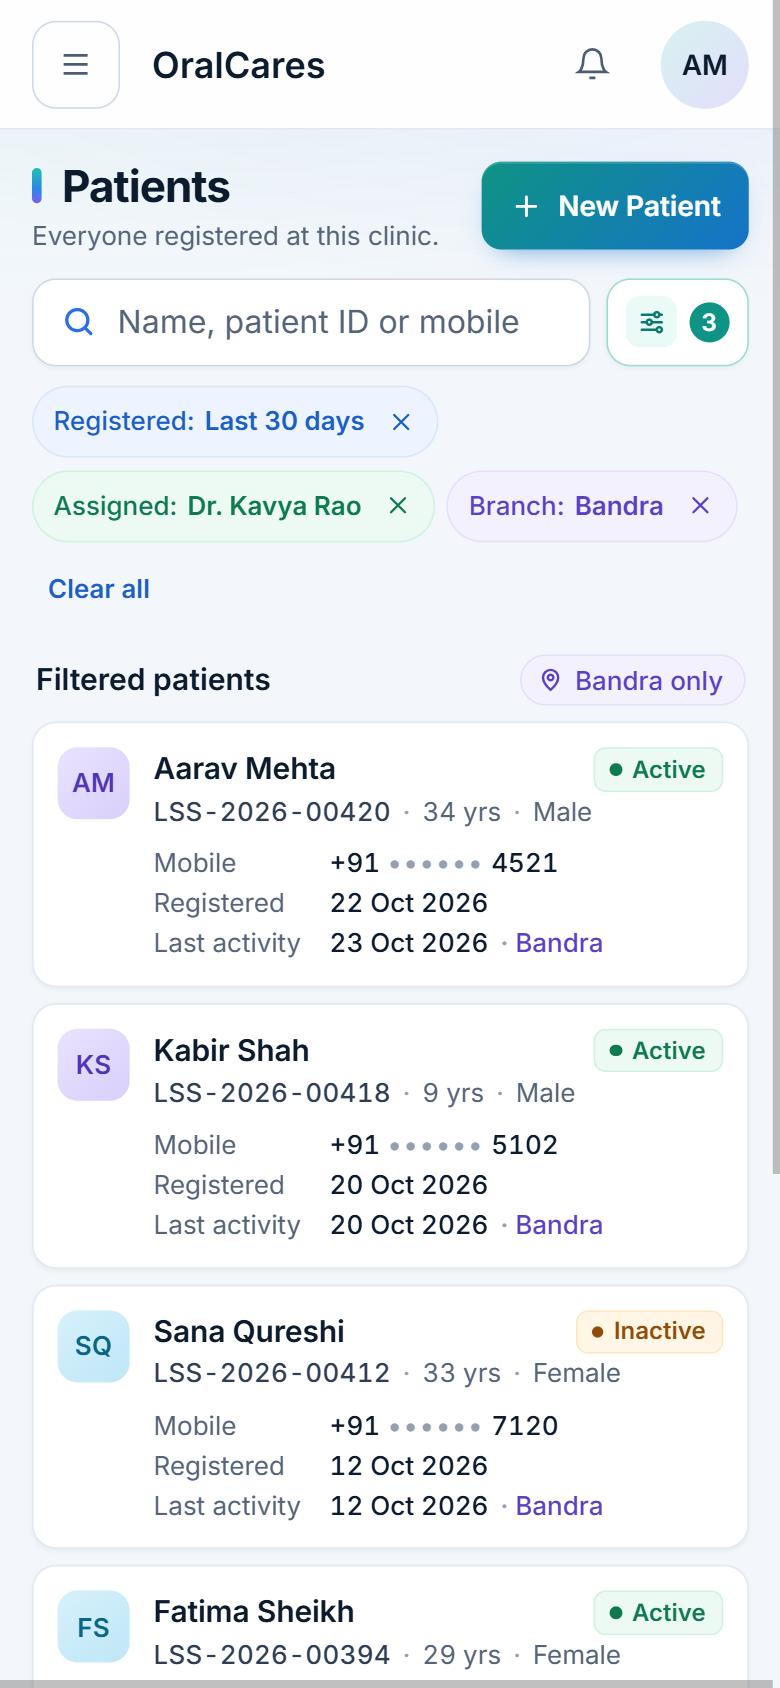 OralCares
AM
Patients
Everyone registered at this clinic.
New Patient
Name, patient ID or mobile
3
Registered: Last 30 days
Assigned: Dr. Kavya Rao
Branch: Bandra
Clear all
Filtered patients
Bandra only
AM
Aarav Mehta
Active
LSS-2026-00420 · 34 yrs · Male
Mobile +91 •••••• 4521
Registered 22 Oct 2026
Last activity 23 Oct 2026 · Bandra
KS
Kabir Shah
Active
LSS-2026-00418 · 9 yrs · Male
Mobile +91 •••••• 5102
Registered 20 Oct 2026
Last activity 20 Oct 2026 · Bandra
SQ
Sana Qureshi
Inactive
LSS-2026-00412 · 33 yrs · Female
Mobile +91 •••••• 7120
Registered 12 Oct 2026
Last activity 12 Oct 2026 · Bandra
FS
Fatima Sheikh
Active
LSS-2026-00394 · 29 yrs · Female